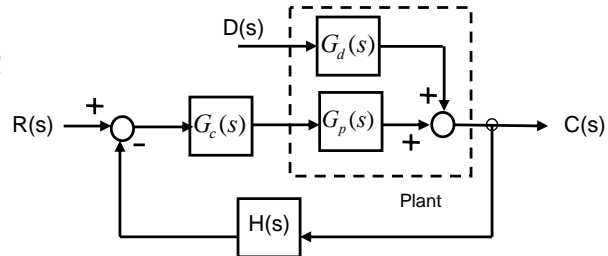 D(s)
G_d(s)
+
+
R(s)
G_c(s)
G_p(s)
+
C(s)
-
Plant
H(s)